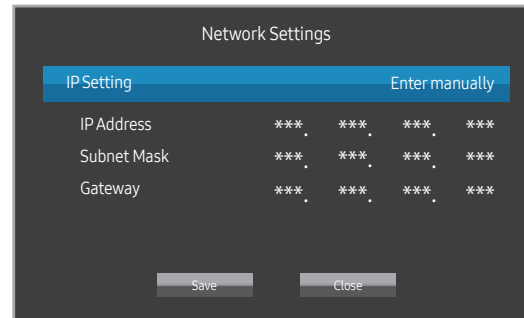 Network Settings
IP Setting Enter manually
IP Address ***. ***. ***. ***
Subnet Mask ***. ***. ***. ***
Gateway ***. ***. ***. ***
Save Close